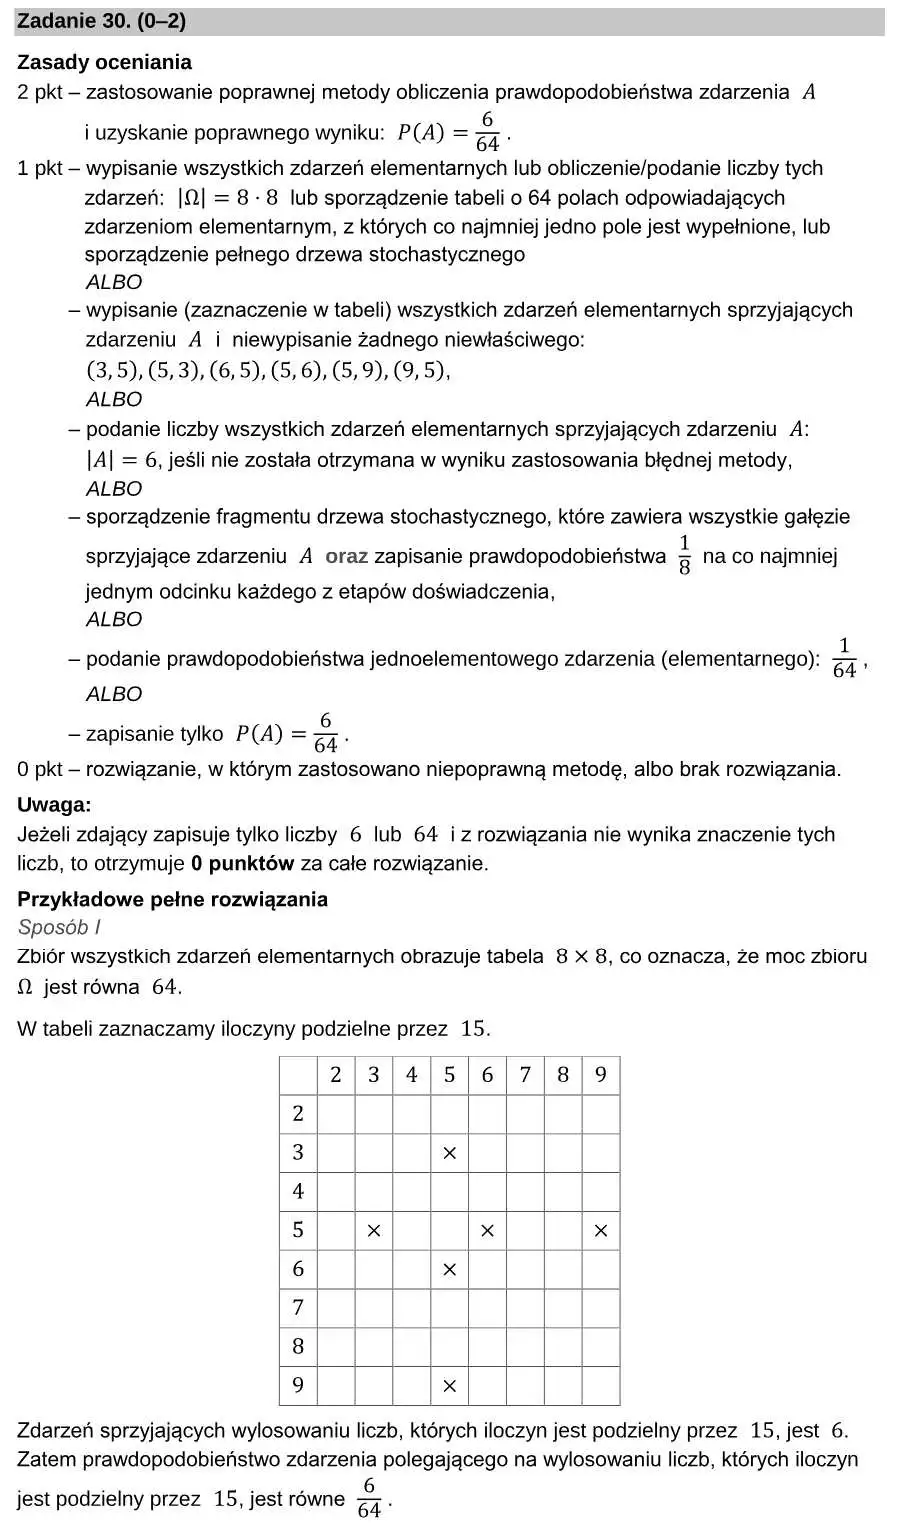 Zadanie 30. (0–2)
Zasady oceniania
2 pkt – zastosowanie poprawnej metody obliczenia prawdopodobieństwa zdarzenia A
i uzyskanie poprawnego wyniku: P(A) = 6/64 .
1 pkt – wypisanie wszystkich zdarzeń elementarnych lub obliczenie/podanie liczby tych
zdarzeń: |Ω| = 8 · 8 lub sporządzenie tabeli o 64 polach odpowiadających
zdarzeniom elementarnym, z których co najmniej jedno pole jest wypełnione, lub
sporządzenie pełnego drzewa stochastycznego
ALBO
– wypisanie (zaznaczenie w tabeli) wszystkich zdarzeń elementarnych sprzyjających
zdarzeniu A i niewypisanie żadnego niewłaściwego:
(3, 5), (5, 3), (6, 5), (5, 6), (5, 9), (9, 5),
ALBO
– podanie liczby wszystkich zdarzeń elementarnych sprzyjających zdarzeniu A:
|A| = 6, jeśli nie została otrzymana w wyniku zastosowania błędnej metody,
ALBO
– sporządzenie fragmentu drzewa stochastycznego, które zawiera wszystkie gałęzie
sprzyjające zdarzeniu A oraz zapisanie prawdopodobieństwa 1/8 na co najmniej
jednym odcinku każdego z etapów doświadczenia,
ALBO
– podanie prawdopodobieństwa jednoelementowego zdarzenia (elementarnego): 1/64 ,
ALBO
– zapisanie tylko P(A) = 6/64 .
0 pkt – rozwiązanie, w którym zastosowano niepoprawną metodę, albo brak rozwiązania.
Uwaga:
Jeżeli zdający zapisuje tylko liczby 6 lub 64 i z rozwiązania nie wynika znaczenie tych
liczb, to otrzymuje 0 punktów za całe rozwiązanie.
Przykładowe pełne rozwiązania
Sposób I
Zbiór wszystkich zdarzeń elementarnych obrazuje tabela 8 × 8, co oznacza, że moc zbioru
Ω jest równa 64.
W tabeli zaznaczamy iloczyny podzielne przez 15.
2 3 4 5 6 7 8 9
2
3 ×
4
5 × × ×
6 ×
7
8
9 ×
Zdarzeń sprzyjających wylosowaniu liczb, których iloczyn jest podzielny przez 15, jest 6.
Zatem prawdopodobieństwo zdarzenia polegającego na wylosowaniu liczb, których iloczyn
jest podzielny przez 15, jest równe 6/64 .